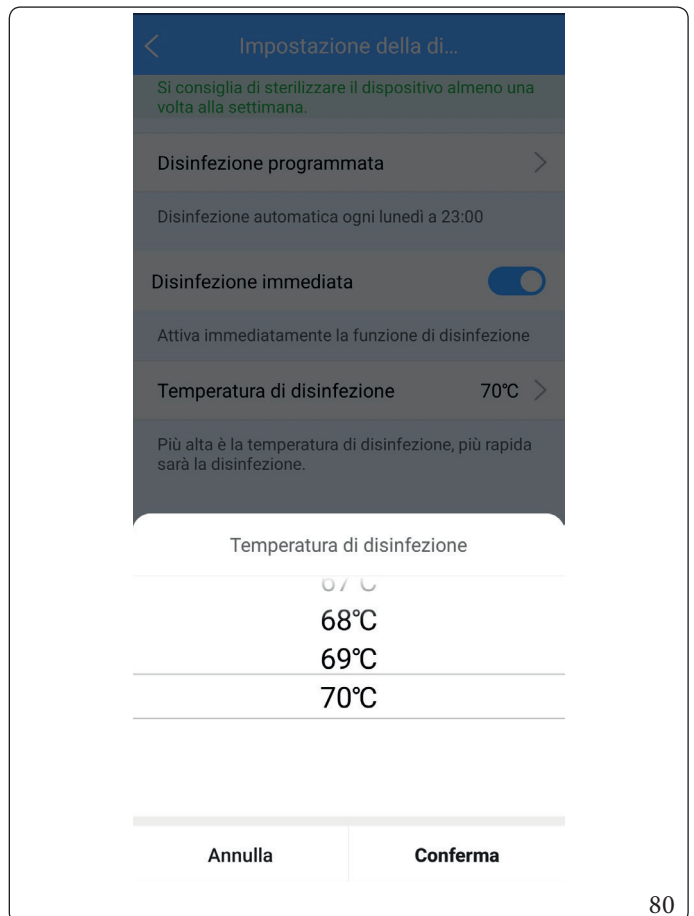 Impostazione della di...
Si consiglia di sterilizzare il dispositivo almeno una
volta alla settimana.
Disinfezione programmata
Disinfezione automatica ogni lunedì a 23:00
Disinfezione immediata
Attiva immediatamente la funzione di disinfezione
Temperatura di disinfezione 70℃
Più alta è la temperatura di disinfezione, più rapida
sarà la disinfezione.
Temperatura di disinfezione
67℃
68℃
69℃
70℃
Annulla Conferma
80